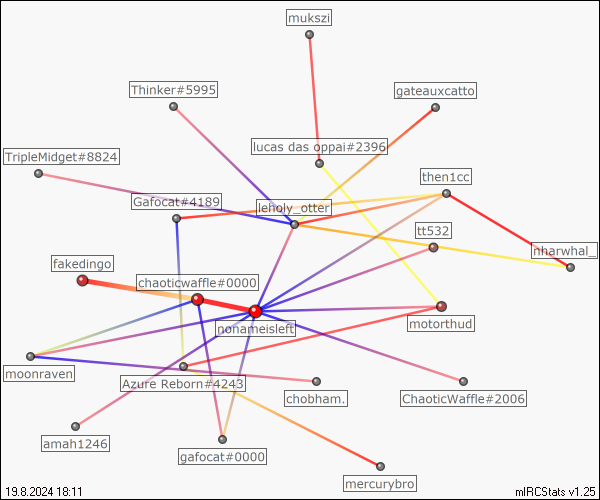 mukszi
Thinker#5995
gateauxcatto
lucas das oppai#2396
TripleMidget#8824
then1cc
Gafocat#4189
leholy_otter
tt532
nharwhal_
fakedingo
chaoticwaffle#0000
nonameisleft
motorthud
moonraven
Azure Reborn#4243
chobham.
ChaoticWaffle#2006
amah1246
gafocat#0000
mercurybro
19.8.2024 18:11
mIRCStats v1.25